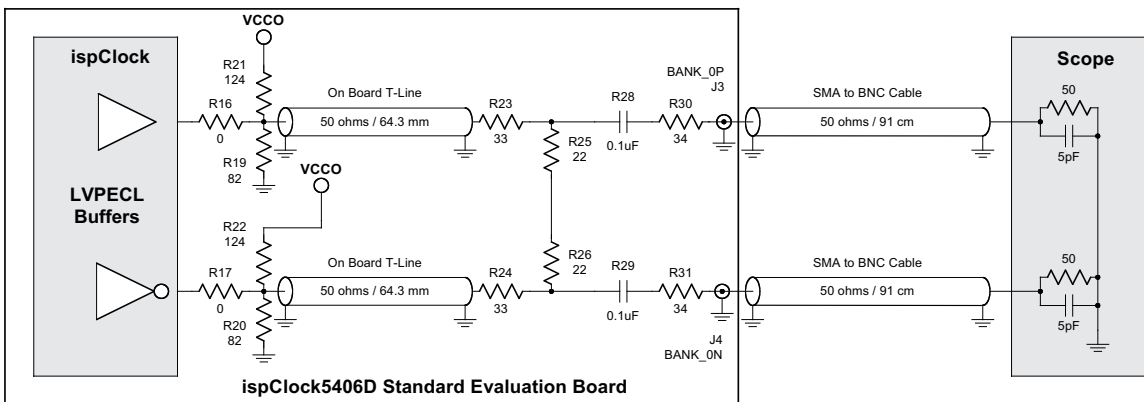 ispClock
LVPECL
Buffers
VCCO
R21
124
R16
0
R19
82
VCCO
R22
124
R17
0
R20
82
On Board T-Line
50 ohms / 64.3 mm
R23
33
R25
22
R28
0.1uF
R30
34
BANK_0P
J3
On Board T-Line
50 ohms / 64.3 mm
R24
33
R26
22
R29
0.1uF
R31
34
J4
BANK_0N
ispClock5406D Standard Evaluation Board
SMA to BNC Cable
50 ohms / 91 cm
SMA to BNC Cable
50 ohms / 91 cm
Scope
50
5pF
50
5pF